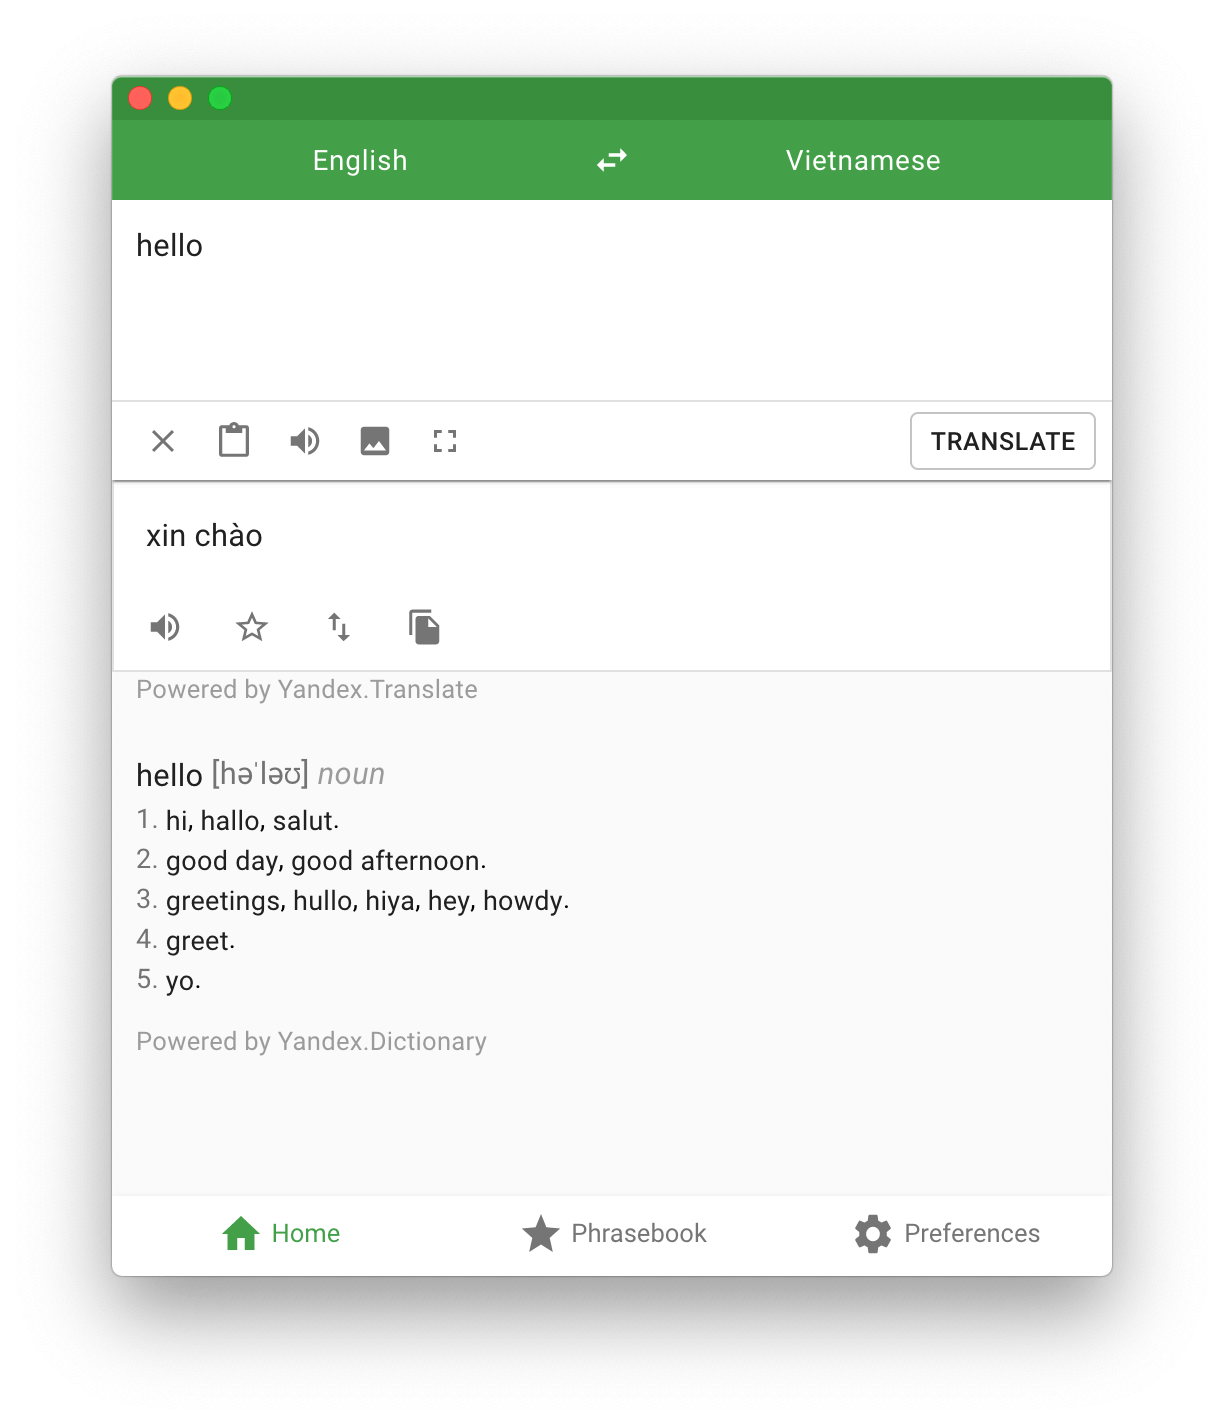 English Vietnamese
hello
TRANSLATE
xin chào
Powered by Yandex.Translate
hello [həˈləʊ] noun
1. hi, hallo, salut.
2. good day, good afternoon.
3. greetings, hullo, hiya, hey, howdy.
4. greet.
5. yo.
Powered by Yandex.Dictionary
Home Phrasebook Preferences